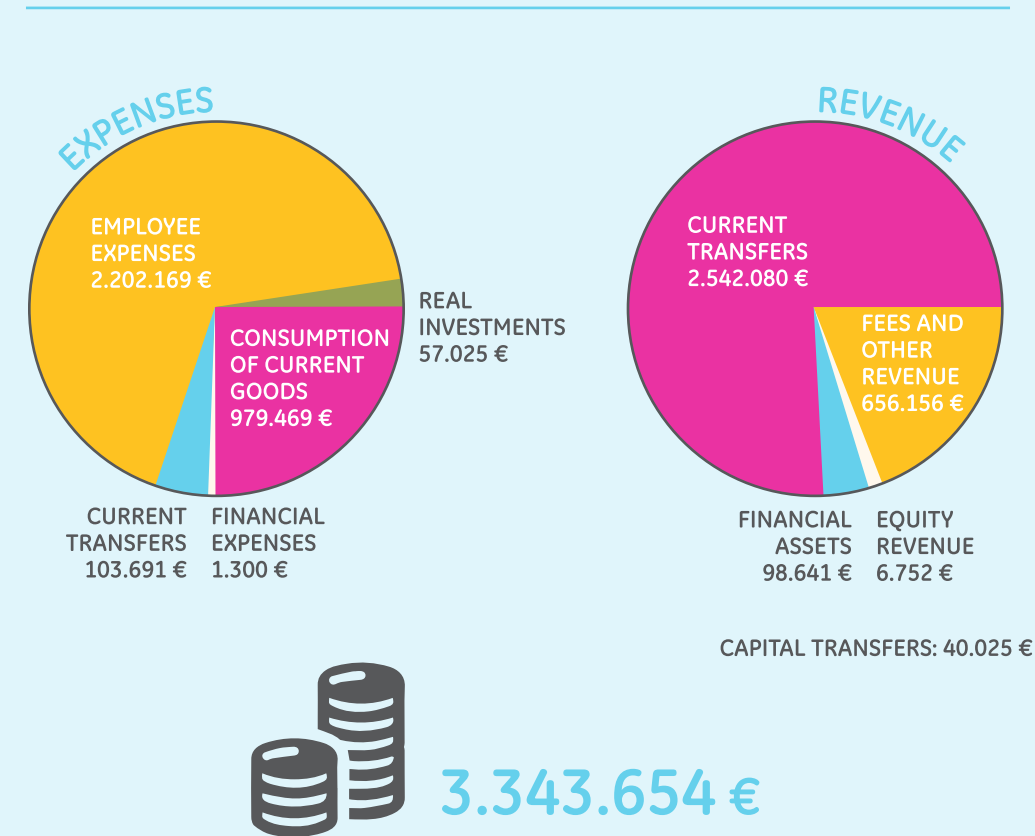 EXPENSES
EMPLOYEE
EXPENSES
2.202.169 €
REAL
INVESTMENTS
57.025 €
CONSUMPTION
OF CURRENT
GOODS
979.469 €
CURRENT
TRANSFERS
103.691 €
FINANCIAL
EXPENSES
1.300 €
REVENUE
CURRENT
TRANSFERS
2.542.080 €
FEES AND
OTHER
REVENUE
656.156 €
FINANCIAL
ASSETS
98.641 €
EQUITY
REVENUE
6.752 €
CAPITAL TRANSFERS: 40.025 €
3.343.654 €